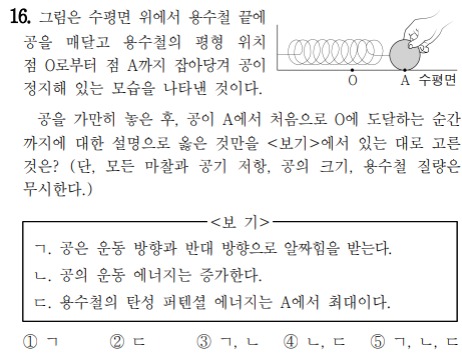 16. 그림은 수평면 위에서 용수철 끝에
공을 매달고 용수철의 평형 위치
점 O로부터 점 A까지 잡아당겨 공이
정지해 있는 모습을 나타낸 것이다.
O A 수평면
공을 가만히 놓은 후, 공이 A에서 처음으로 O에 도달하는 순간
까지에 대한 설명으로 옳은 것만을 <보기>에서 있는 대로 고른
것은? (단, 모든 마찰과 공기 저항, 공의 크기, 용수철 질량은
무시한다.)
<보 기>
ㄱ. 공은 운동 방향과 반대 방향으로 알짜힘을 받는다.
ㄴ. 공의 운동 에너지는 증가한다.
ㄷ. 용수철의 탄성 퍼텐셜 에너지는 A에서 최대이다.
① ㄱ ② ㄷ ③ ㄱ, ㄴ ④ ㄴ, ㄷ ⑤ ㄱ, ㄴ, ㄷ